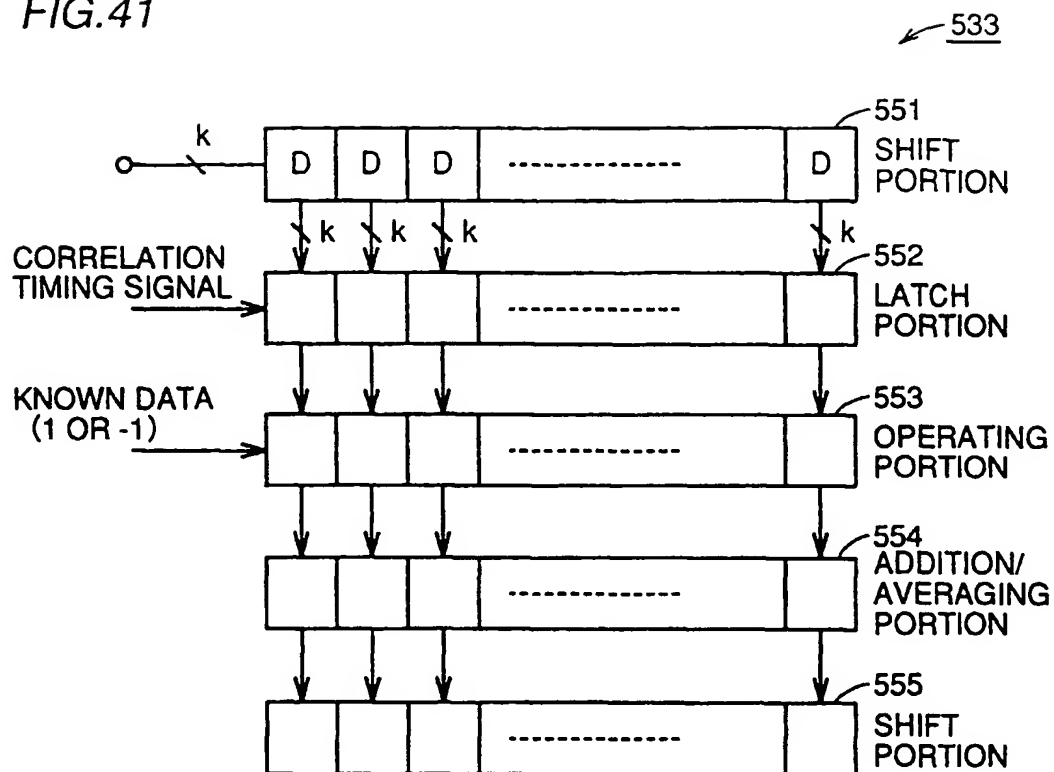 FIG.41
533
551
k
D D D D
SHIFT
PORTION
k k k k
CORRELATION
TIMING SIGNAL
552
LATCH
PORTION
KNOWN DATA
(1 OR -1)
553
OPERATING
PORTION
554
ADDITION/
AVERAGING
PORTION
555
SHIFT
PORTION